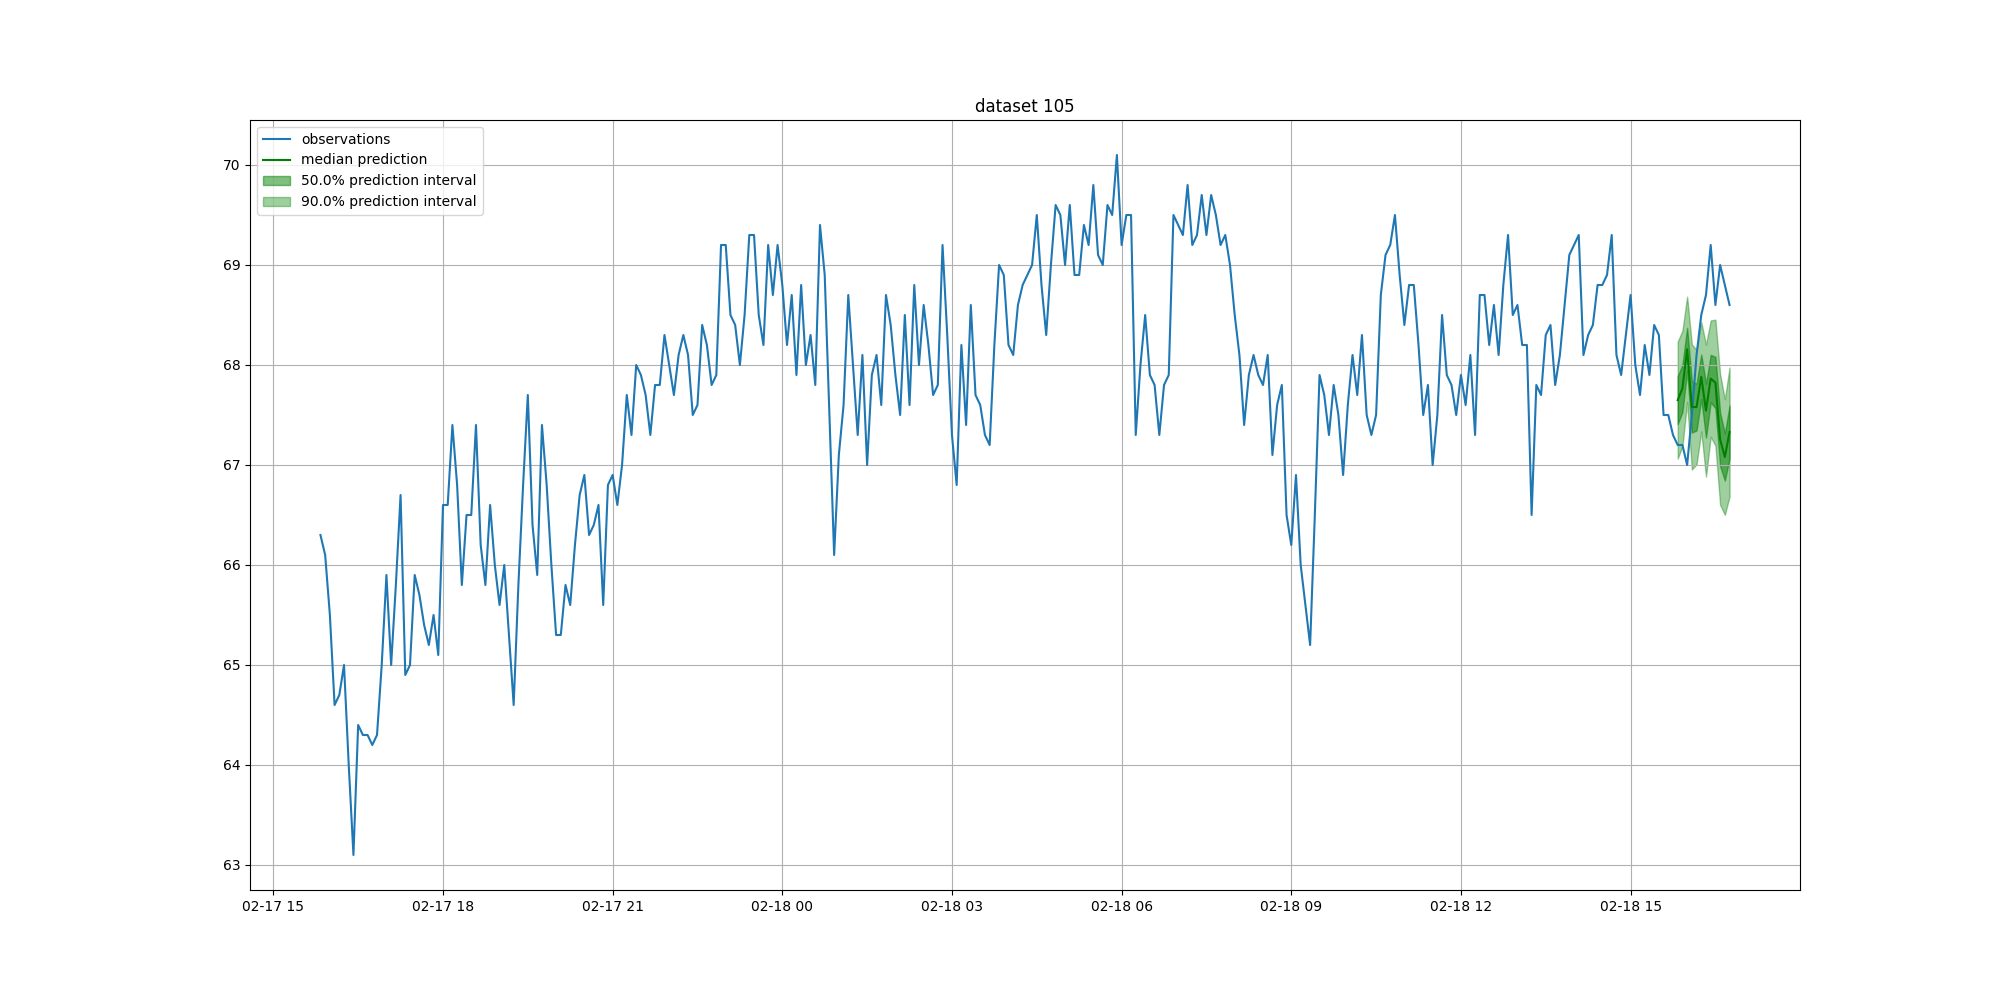 dataset 105
observations
median prediction
50.0% prediction interval
90.0% prediction interval
70
69
68
67
66
65
64
63
02-17 15 02-17 18 02-17 21 02-18 00 02-18 03 02-18 06 02-18 09 02-18 12 02-18 15